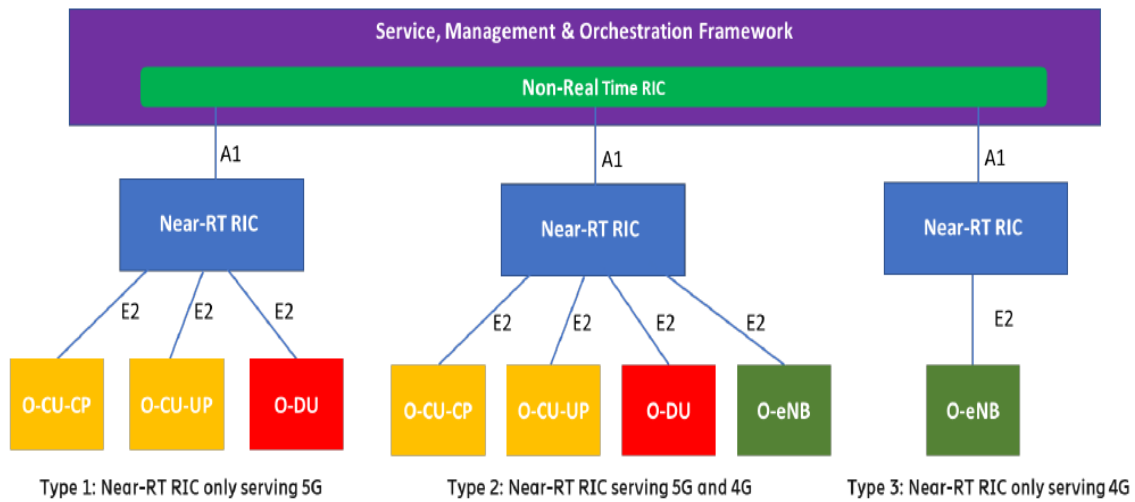 Service, Management & Orchestration Framework
Non-Real Time RIC
A1 A1 A1
Near-RT RIC Near-RT RIC Near-RT RIC
E2 E2 E2 E2 E2 E2 E2 E2
O-CU-CP O-CU-UP O-DU O-CU-CP O-CU-UP O-DU O-eNB O-eNB
Type 1: Near-RT RIC only serving 5G Type 2: Near-RT RIC serving 5G and 4G Type 3: Near-RT RIC only serving 4G